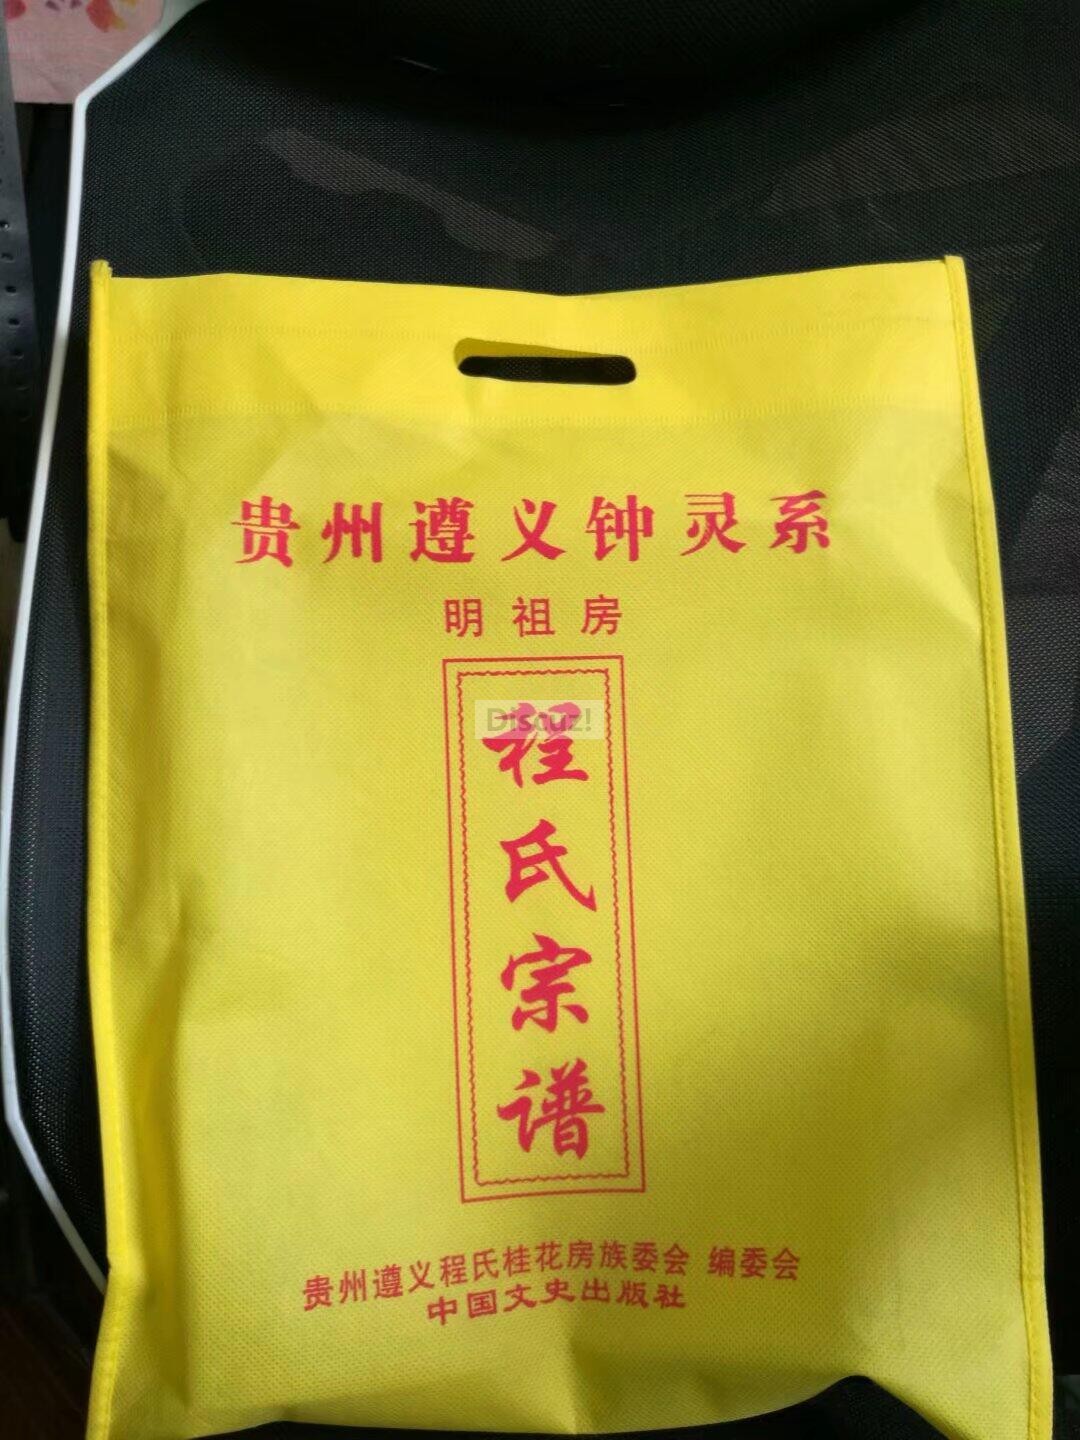 贵州遵义钟灵系
明祖房
程氏宗谱
Discuz!
贵州遵义程氏桂花房族委会 编委会
中国文史出版社